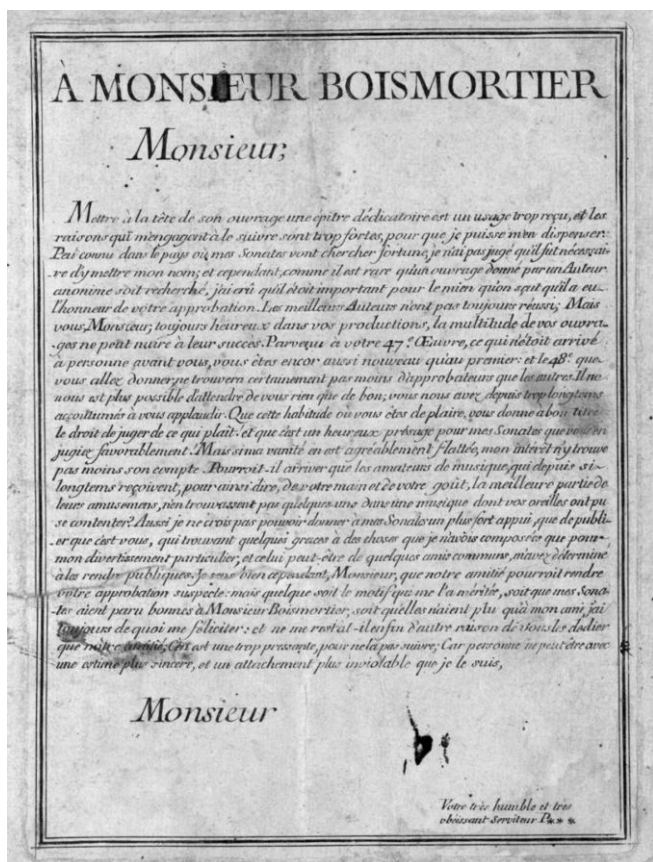 À MONSIEUR BOISMORTIER
Monsieur,
Mettre à la tête de son ouvrage une epitre dédicatoire est un usage trop reçu, et les
raisons qui m'engagent à le suivre sont trop fortes, pour que je puisse m'en dispenser.
Peu connu dans le pays où mes Sonates vont chercher fortune, je n'ai pas jugé qu'il fut nécessai-
re d'y mettre mon nom; et cependant, comme il est rare qu'un ouvrage donné par un Auteur
anonime soit recherché, j'ai crû qu'il étoit important pour le mien qu'on sçut qu'il a eu
l'honneur de votre approbation. Les meilleurs Auteurs n'ont pas toujours réussi; Mais
vous, Monsieur, toujours heureux dans vos productions, la multitude de vos ouvra-
ges ne peut nuire à leur succès. Parvenu à votre 47.e Œuvre, ce qui n'étoit arrivé
à personne avant vous, vous êtes encor aussi nouveau qu'au premier: et le 48.e que
vous allez donner, ne trouvera certainement pas moins d'approbateurs que les autres. Il ne
nous est plus possible d'attendre de vous rien que de bon, vous nous avez depuis trop longtems
accoutumés à vous applaudir. Que cette habitude où vous êtes de plaire, vous donne à bon titre
le droit de juger de ce qui plaît! et que c'est un heureux présage pour mes Sonates que vous en
jugiez favorablement! Mais si ma vanité en est agréablement flattée, mon intérêt n'y trouve
pas moins son compte. Pourroit-il arriver que les amateurs de musique, qui depuis si
longtems reçoivent, pour ainsi dire, de votre main et de votre goût, la meilleure partie de
leurs amusemens, n'en trouvassent pas quelques-uns dans une musique dont vos oreilles ont pu
se contenter? Aussi je ne crois pas pouvoir donner à mes Sonates un plus fort appui, que de publi-
er que c'est vous, qui trouvant quelques graces à des choses que je n'avois composées que pour
mon divertissement particulier, et celui peut-être de quelques amis communs, m'avez déterminé
à les rendre publiques. Je sens bien cependant, Monsieur, que notre amitié pourroit rendre
votre approbation suspecte: mais quelque soit le motif qui me l'a mérité, soit que mes Sona-
tes aient paru bonnes à Monsieur Boismortier, soit qu'elles n'aient plu qu'à mon ami, j'ai
toujours de quoi me féliciter: et ne me restât-il enfin d'autre raison de vous les dédier
que notre amitié; C'en est une trop pressante, pour ne la pas suivre; Car personne ne peut être avec
une estime plus sincere, et un attachement plus inviolable que je le suis,
Monsieur
Votre très humble et très
obéissant serviteur P***